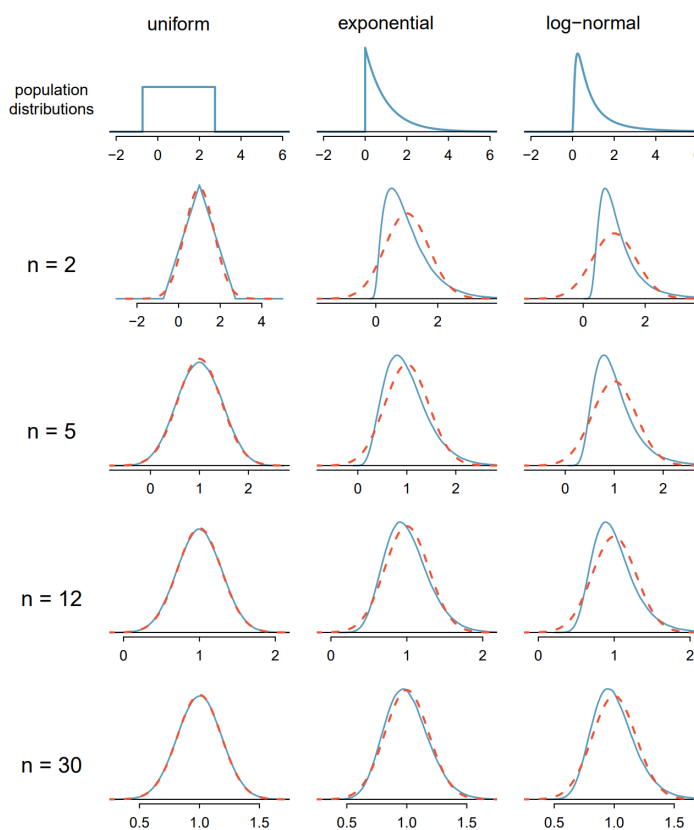 uniform exponential log−normal
population
distributions
−2 0 2 4 6 −2 0 2 4 6 −2 0 2 4 6
n = 2
−2 0 2 4 0 2 0 2
n = 5
0 1 2 0 1 2 0 1 2
n = 12
0 1 2 0 1 2 0 1 2
n = 30
0.5 1.0 1.5 0.5 1.0 1.5 0.5 1.0 1.5